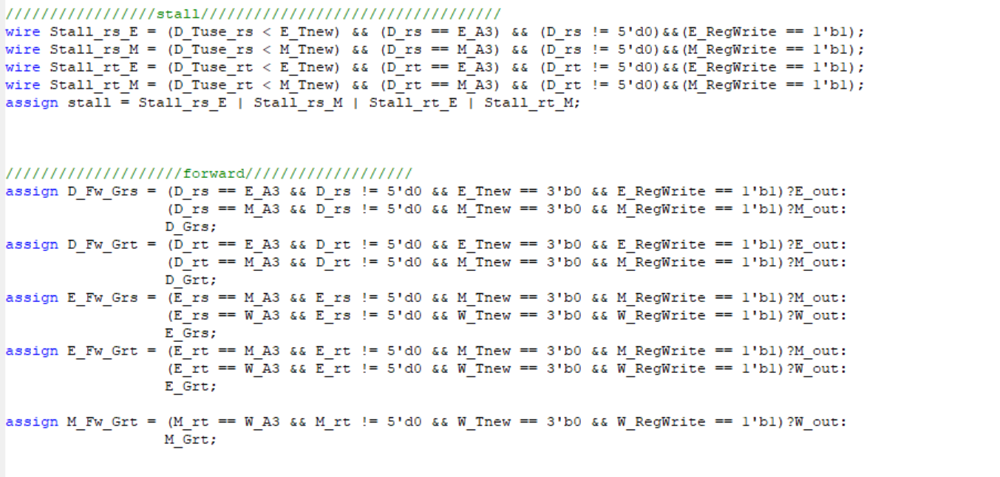 /////////////////stall//////////////////////////////////
wire Stall_rs_E = (D_Tuse_rs < E_Tnew) && (D_rs == E_A3) && (D_rs != 5'd0)&&(E_RegWrite == 1'b1);
wire Stall_rs_M = (D_Tuse_rs < M_Tnew) && (D_rs == M_A3) && (D_rs != 5'd0)&&(M_RegWrite == 1'b1);
wire Stall_rt_E = (D_Tuse_rt < E_Tnew) && (D_rt == E_A3) && (D_rt != 5'd0)&&(E_RegWrite == 1'b1);
wire Stall_rt_M = (D_Tuse_rt < M_Tnew) && (D_rt == M_A3) && (D_rt != 5'd0)&&(M_RegWrite == 1'b1);
assign stall = Stall_rs_E | Stall_rs_M | Stall_rt_E | Stall_rt_M;
////////////////////forward///////////////////
assign D_Fw_Grs = (D_rs == E_A3 && D_rs != 5'd0 && E_Tnew == 3'b0 && E_RegWrite == 1'b1)?E_out:
(D_rs == M_A3 && D_rs != 5'd0 && M_Tnew == 3'b0 && M_RegWrite == 1'b1)?M_out:
D_Grs;
assign D_Fw_Grt = (D_rt == E_A3 && D_rt != 5'd0 && E_Tnew == 3'b0 && E_RegWrite == 1'b1)?E_out:
(D_rt == M_A3 && D_rt != 5'd0 && M_Tnew == 3'b0 && M_RegWrite == 1'b1)?M_out:
D_Grt;
assign E_Fw_Grs = (E_rs == M_A3 && E_rs != 5'd0 && M_Tnew == 3'b0 && M_RegWrite == 1'b1)?M_out:
(E_rs == W_A3 && E_rs != 5'd0 && W_Tnew == 3'b0 && W_RegWrite == 1'b1)?W_out:
E_Grs;
assign E_Fw_Grt = (E_rt == M_A3 && E_rt != 5'd0 && M_Tnew == 3'b0 && M_RegWrite == 1'b1)?M_out:
(E_rt == W_A3 && E_rt != 5'd0 && W_Tnew == 3'b0 && W_RegWrite == 1'b1)?W_out:
E_Grt;
assign M_Fw_Grt = (M_rt == W_A3 && M_rt != 5'd0 && W_Tnew == 3'b0 && W_RegWrite == 1'b1)?W_out:
M_Grt;